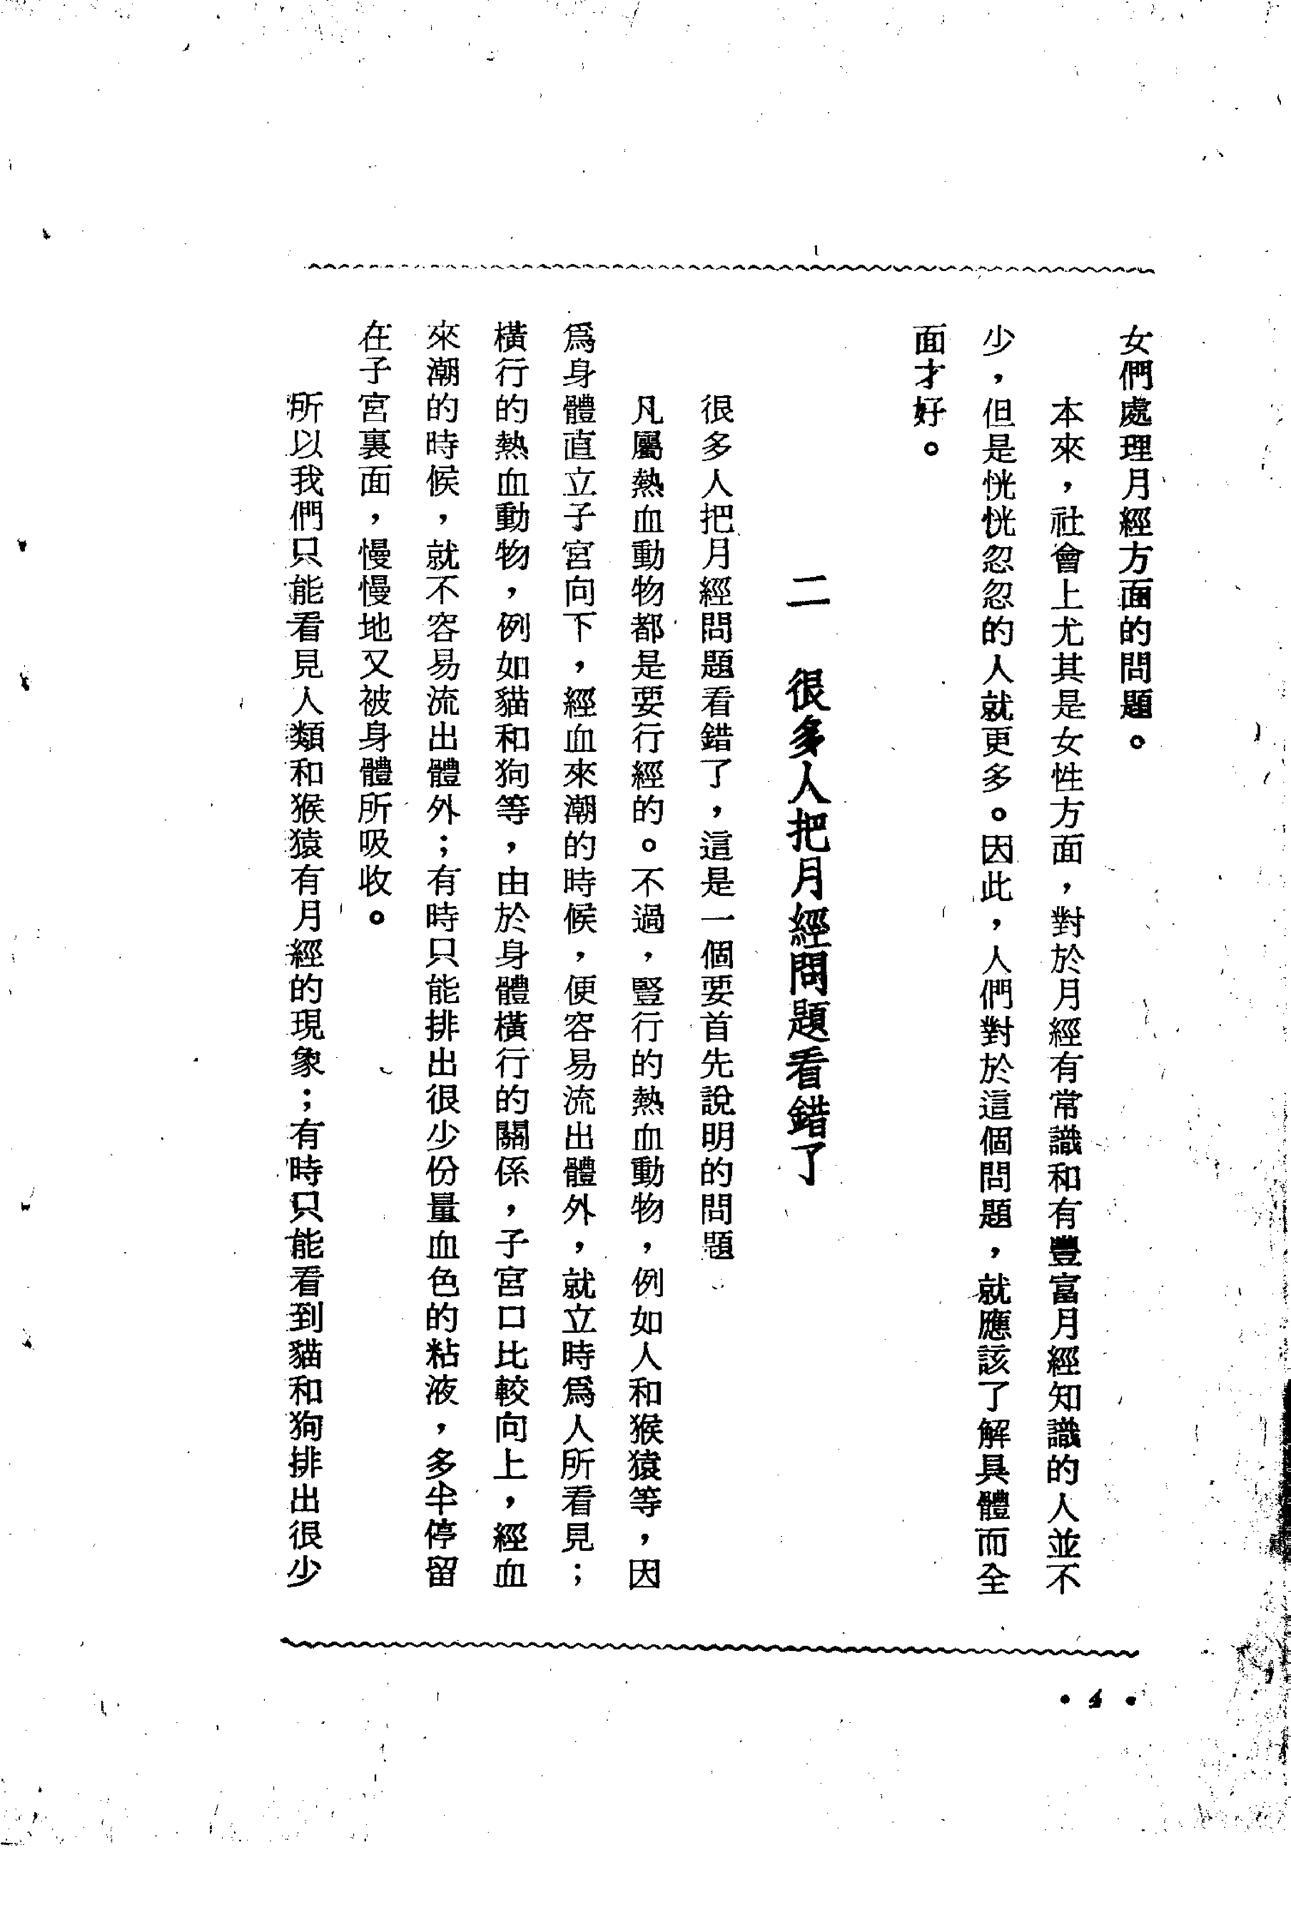 女們處理月經方面的問題。
本來，社會上尤其是女性方面，對於月經有常識和有豐富月經知識的人並不
少，但是恍恍忽忽的人就更多。因此，人們對於這個問題，就應該了解具體而全
面才好。
二　很多人把月經問題看錯了
很多人把月經問題看錯了，這是一個要首先說明的問題
凡屬熱血動物都是要行經的。不過，豎行的熱血動物，例如人和猴猿等，因
爲身體直立子宮向下，經血來潮的時候，便容易流出體外，就立時爲人所看見；
橫行的熱血動物，例如貓和狗等，由於身體橫行的關係，子宮口比較向上，經血
來潮的時候，就不容易流出體外；有時只能排出很少份量血色的粘液，多半停留
在子宮裏面，慢慢地又被身體所吸收。
所以我們只能看見人類和猴猿有月經的現象；有時只能看到貓和狗排出很少
•4•